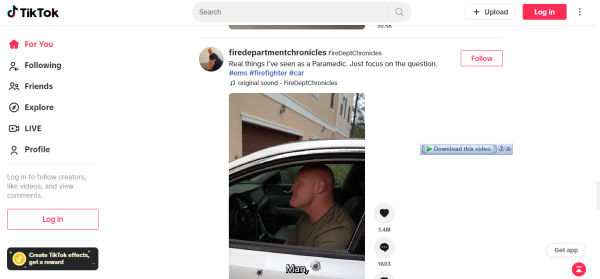 TikTok
Search
Upload
Log in
30.5K
For You
Following
Friends
Explore
LIVE
Profile
Log in to follow creators,
like videos, and view
comments.
Log in
Create TikTok effects,
get a reward
firedepartmentchronicles FireDeptChronicles
Real things I've seen as a Paramedic. Just focus on the question.
#ems #firefighter #car
original sound - FireDeptChronicles
Follow
Download this video
Man,
1.4M
1603
Get app